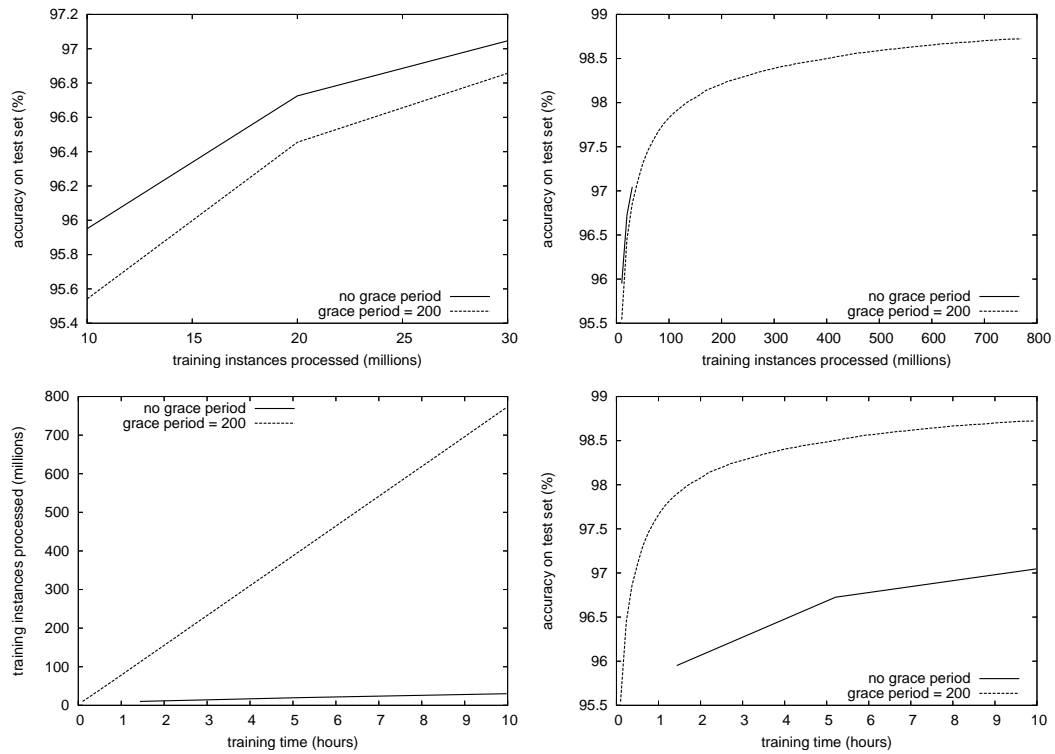 97.2
97
96.8
96.6
96.4
96.2
96
95.8
95.6
95.4
10 15 20 25 30
accuracy on test set (%)
training instances processed (millions)
no grace period
grace period = 200
99
98.5
98
97.5
97
96.5
96
95.5
0 100 200 300 400 500 600 700 800
accuracy on test set (%)
training instances processed (millions)
no grace period
grace period = 200
800
700
600
500
400
300
200
100
0
0 1 2 3 4 5 6 7 8 9 10
training instances processed (millions)
training time (hours)
no grace period
grace period = 200
99
98.5
98
97.5
97
96.5
96
95.5
0 1 2 3 4 5 6 7 8 9 10
accuracy on test set (%)
training time (hours)
no grace period
grace period = 200